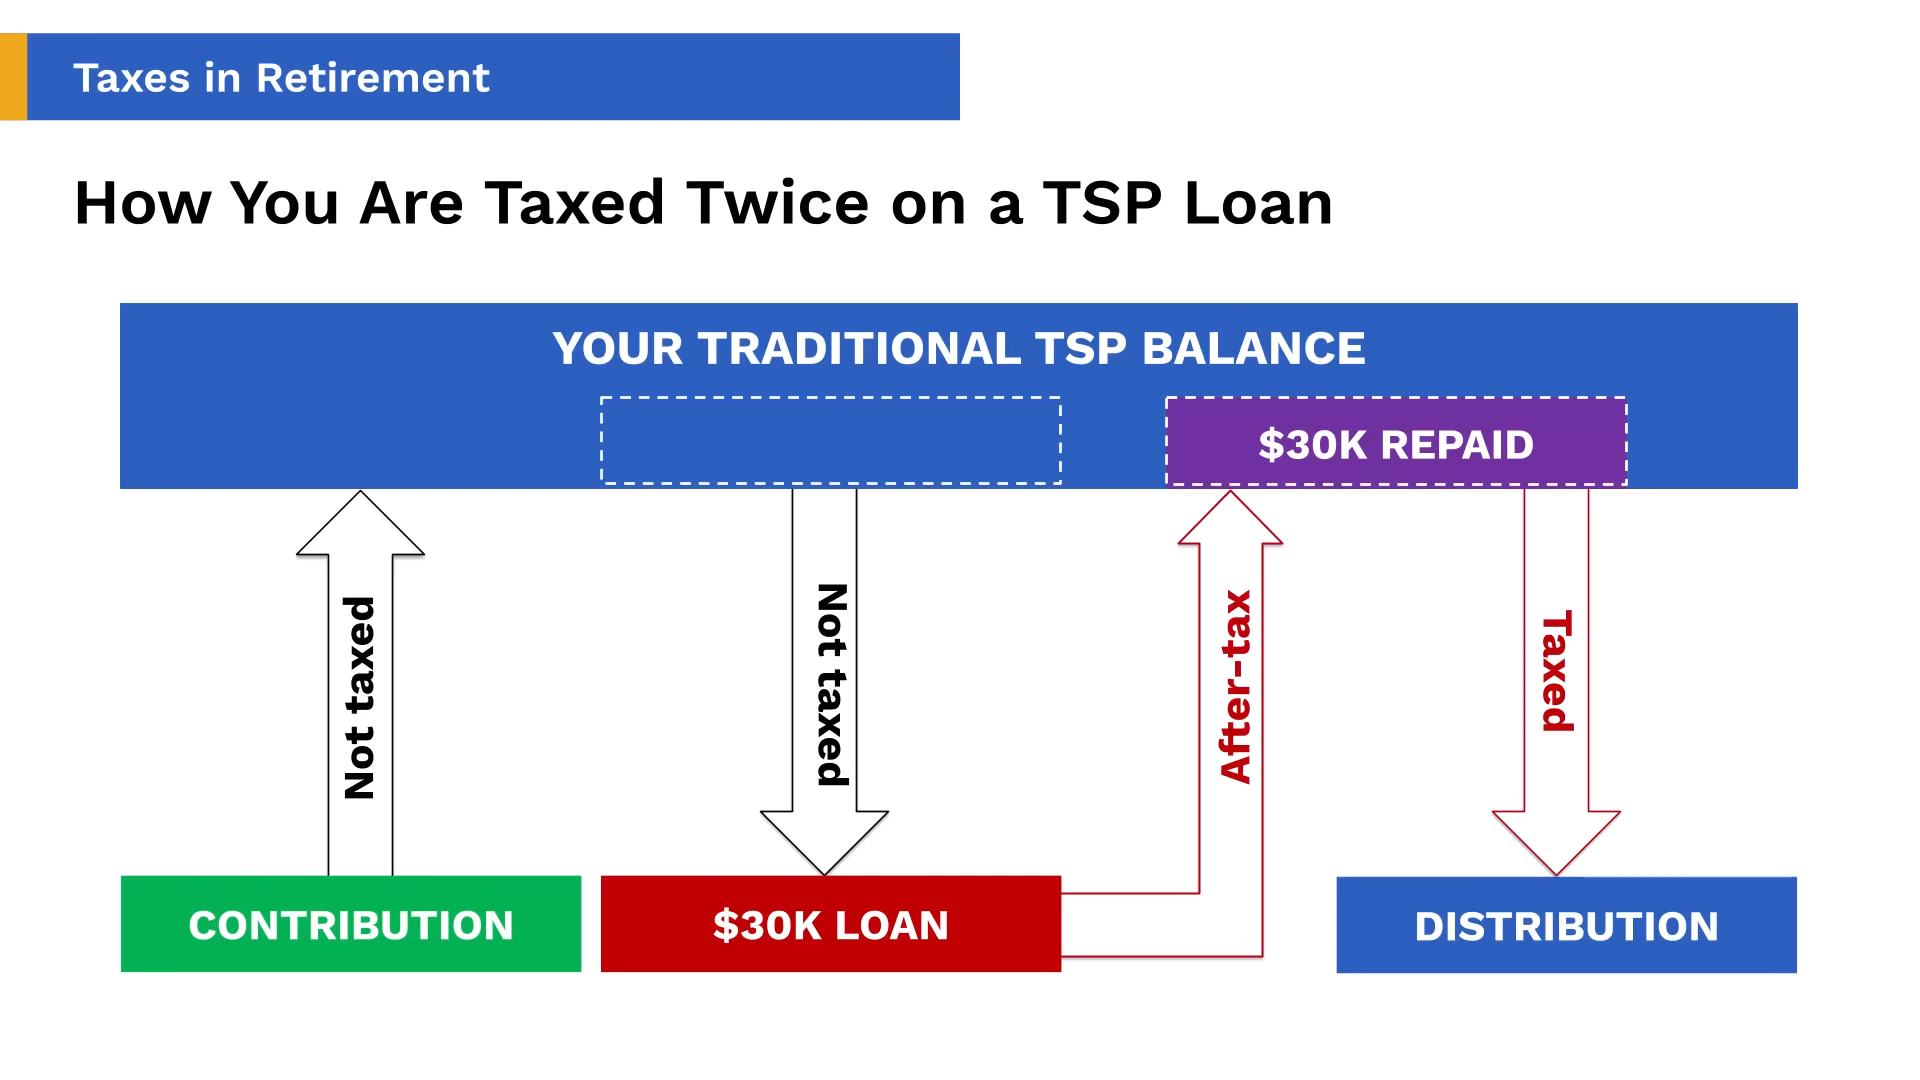 Taxes in Retirement
How You Are Taxed Twice on a TSP Loan
YOUR TRADITIONAL TSP BALANCE
$30K REPAID
Not taxed
Not taxed
After-tax
Taxed
CONTRIBUTION
$30K LOAN
DISTRIBUTION